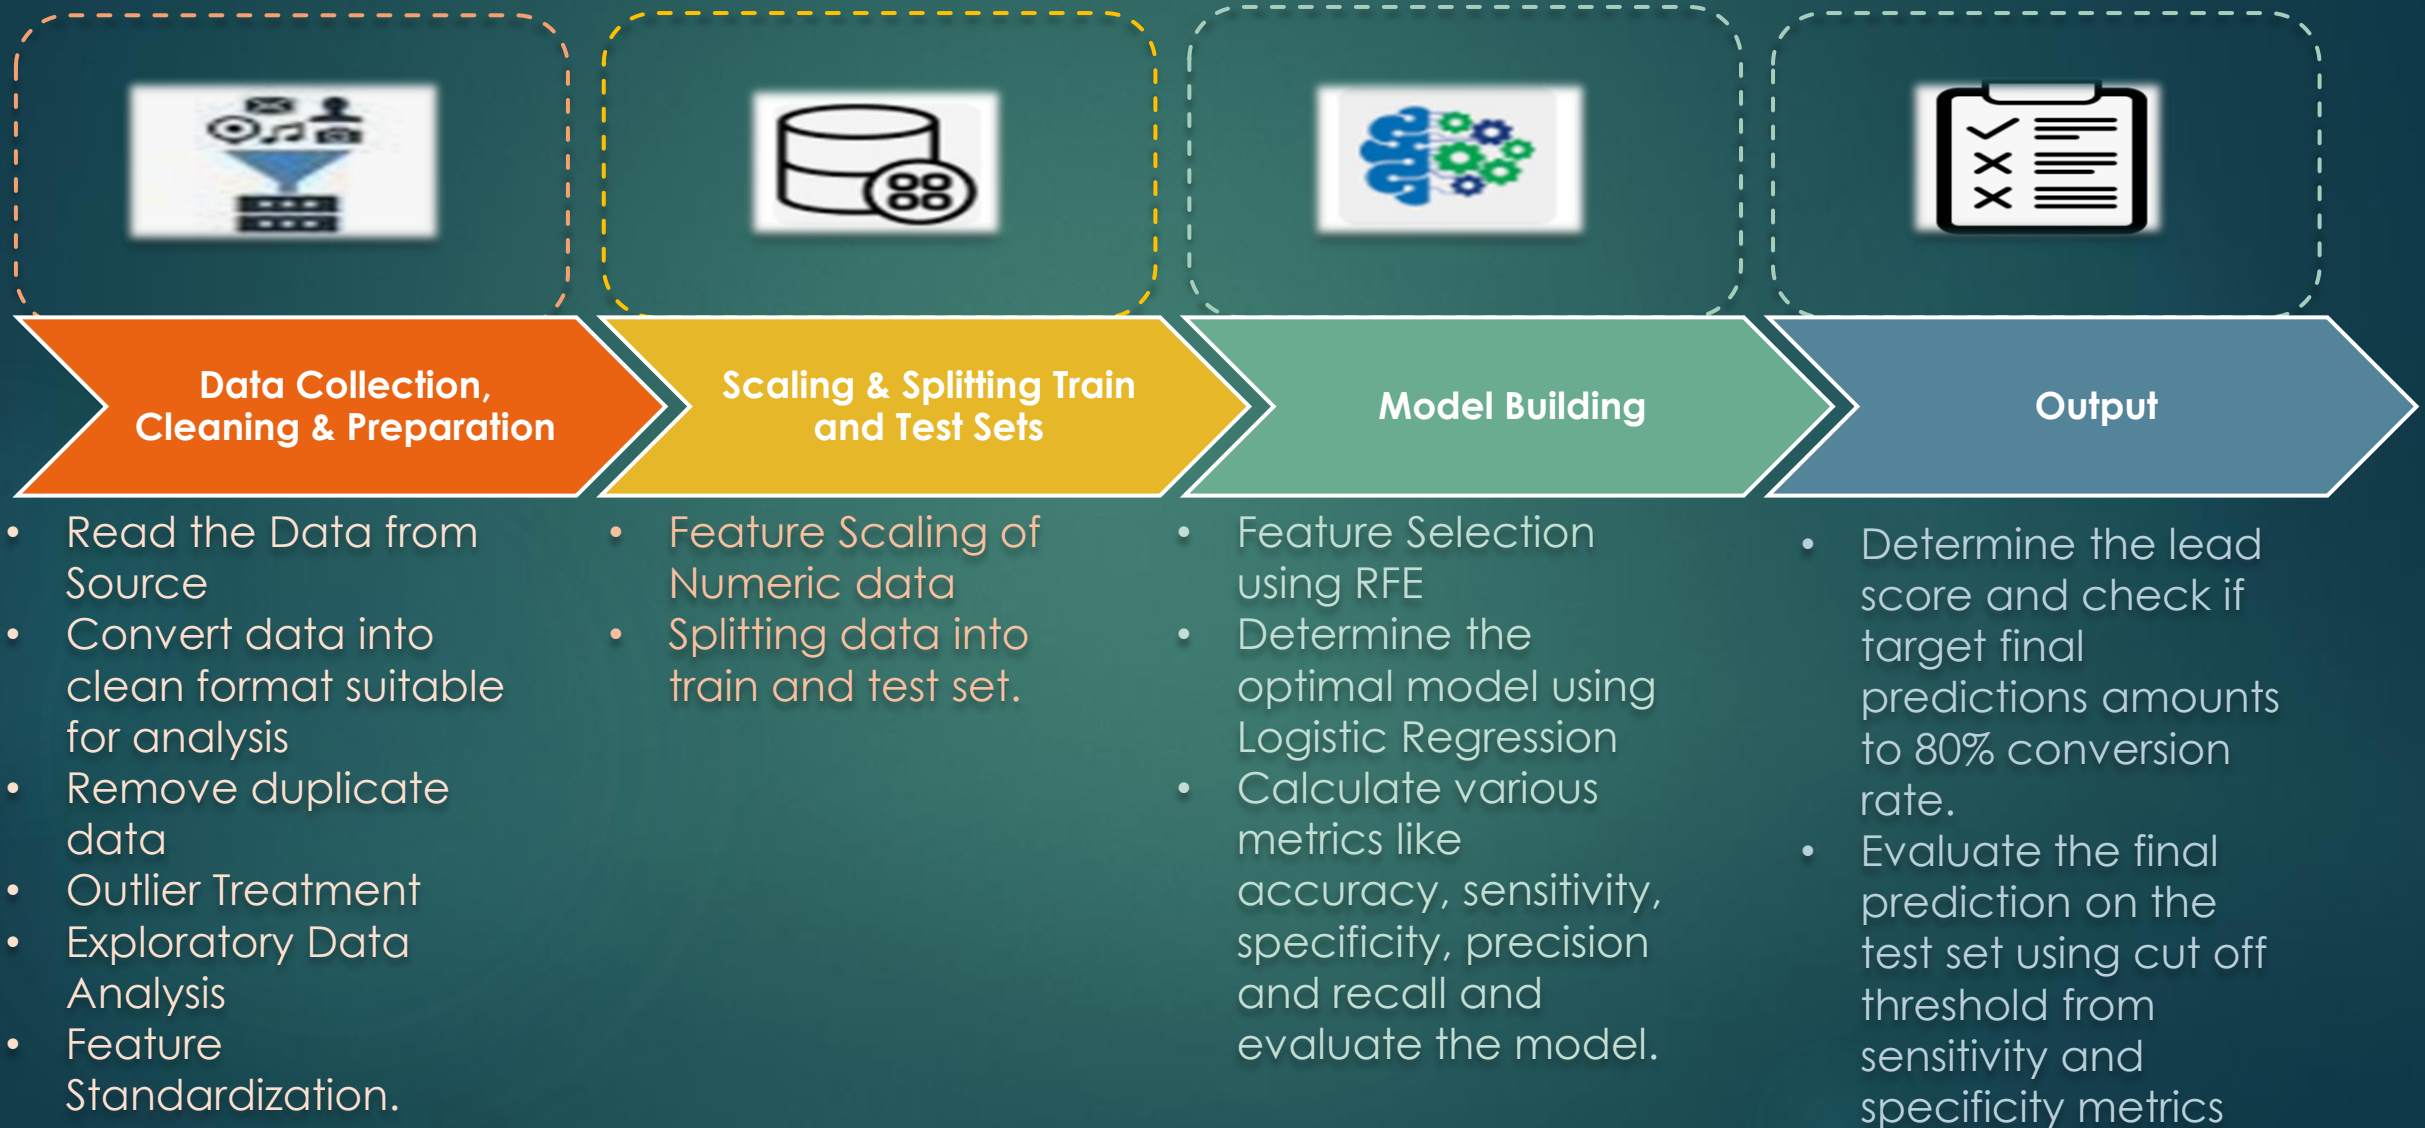 Data Collection,
Cleaning & Preparation
Scaling & Splitting Train
and Test Sets
Model Building
Output
• Read the Data from
Source
• Convert data into
clean format suitable
for analysis
• Remove duplicate
data
• Outlier Treatment
• Exploratory Data
Analysis
• Feature
Standardization.
• Feature Scaling of
Numeric data
• Splitting data into
train and test set.
• Feature Selection
using RFE
• Determine the
optimal model using
Logistic Regression
• Calculate various
metrics like
accuracy, sensitivity,
specificity, precision
and recall and
evaluate the model.
• Determine the lead
score and check if
target final
predictions amounts
to 80% conversion
rate.
• Evaluate the final
prediction on the
test set using cut off
threshold from
sensitivity and
specificity metrics